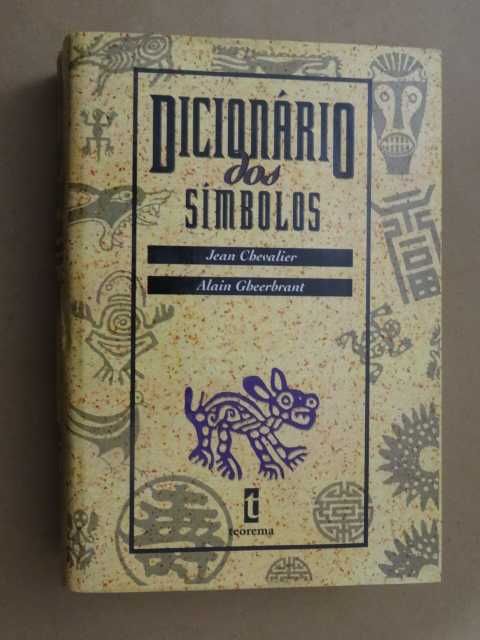 DICIONÁRIO
dos
SÍMBOLOS
Jean Chevalier
Alain Gheerbrant
teorema